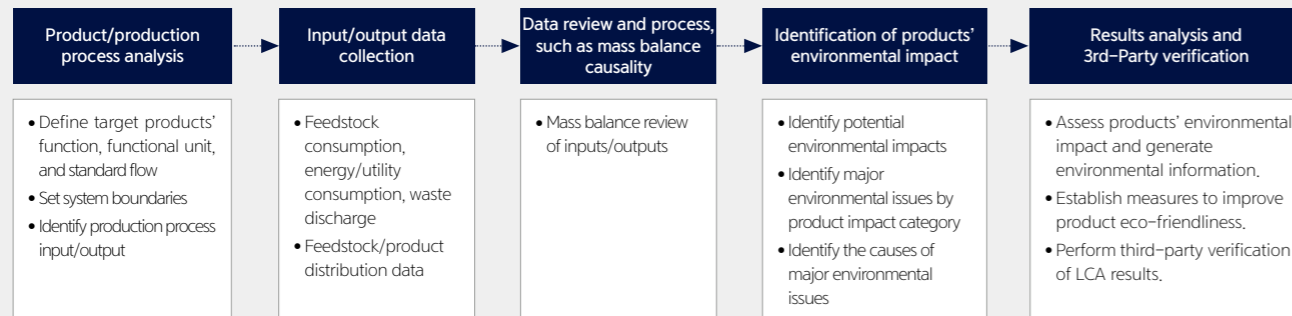 Product/production
process analysis
• Define target products'
function, functional unit,
and standard flow
• Set system boundaries
• Identify production process
input/output
Input/output data
collection
• Feedstock
consumption,
energy/utility
consumption, waste
discharge
• Feedstock/product
distribution data
Data review and process,
such as mass balance
causality
• Mass balance review
of inputs/outputs
Identification of products'
environmental impact
• Identify potential
environmental impacts
• Identify major
environmental issues by
product impact category
• Identify the causes of
major environmental
issues
Results analysis and
3rd-Party verification
• Assess products' environmental
impact and generate
environmental information.
• Establish measures to improve
product eco-friendliness.
• Perform third-party verification
of LCA results.